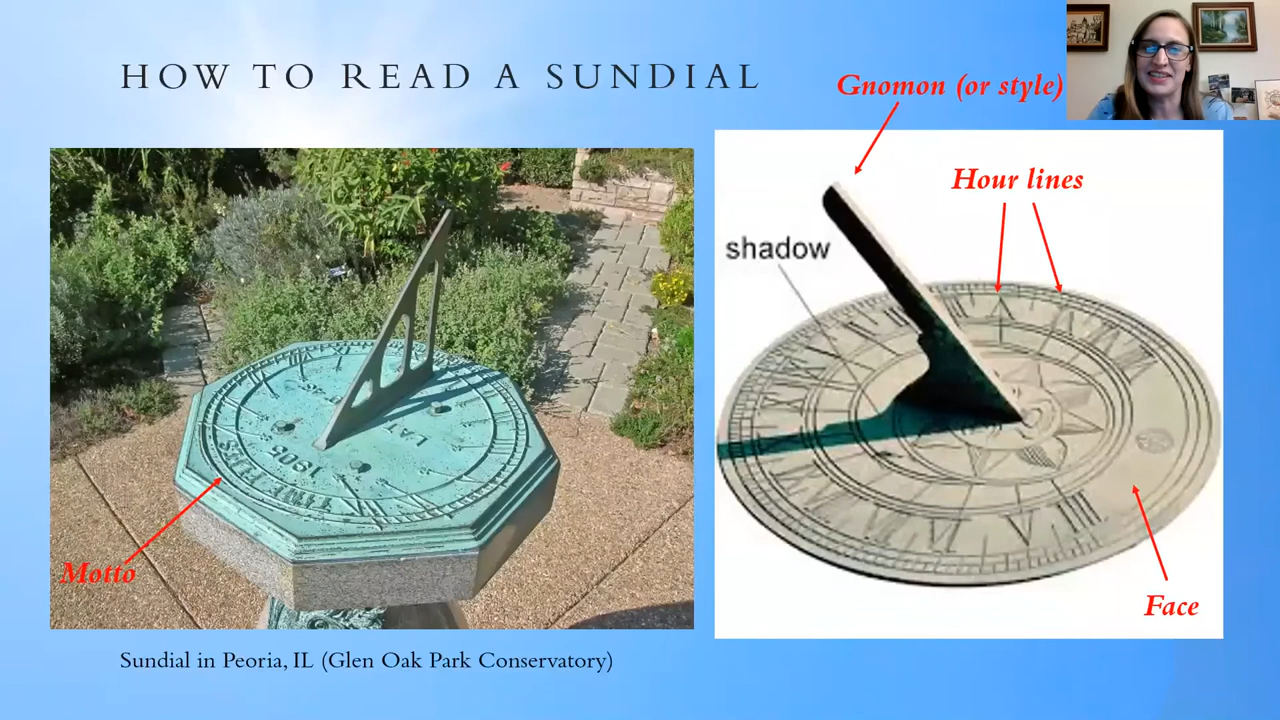 HOW TO READ A SUNDIAL
Gnomon (or style)
Hour lines
shadow
1905
LAT
TIME FLIES
Motto
Face
Sundial in Peoria, IL (Glen Oak Park Conservatory)